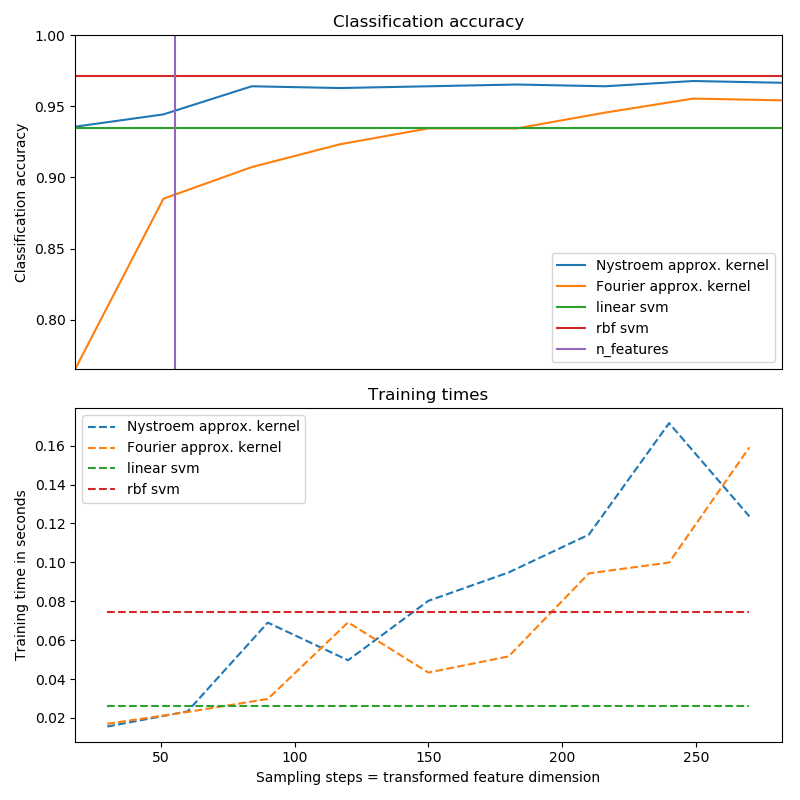 Classification accuracy
1.00
0.95
0.90
0.85
0.80
Classification accuracy
Nystroem approx. kernel
Fourier approx. kernel
linear svm
rbf svm
n_features
Training times
Nystroem approx. kernel
Fourier approx. kernel
linear svm
rbf svm
0.16
0.14
0.12
0.10
0.08
0.06
0.04
0.02
Training time in seconds
50 100 150 200 250
Sampling steps = transformed feature dimension